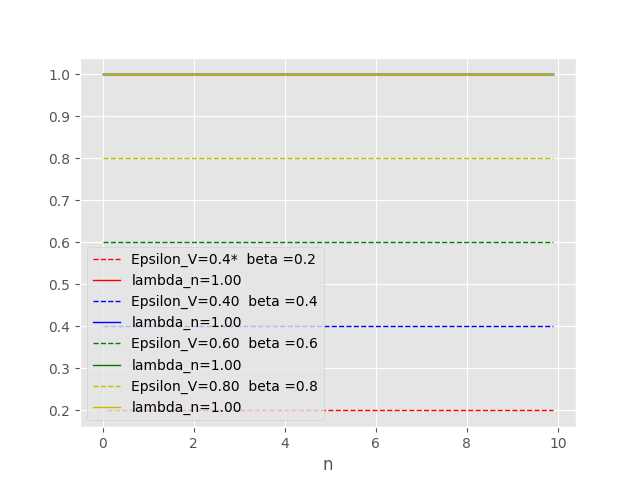 1.0
0.9
0.8
0.7
0.6
0.5
0.4
0.3
0.2
Epsilon_V=0.4* beta =0.2
lambda_n=1.00
Epsilon_V=0.40 beta =0.4
lambda_n=1.00
Epsilon_V=0.60 beta =0.6
lambda_n=1.00
Epsilon_V=0.80 beta =0.8
lambda_n=1.00
0 2 4 6 8 10
n